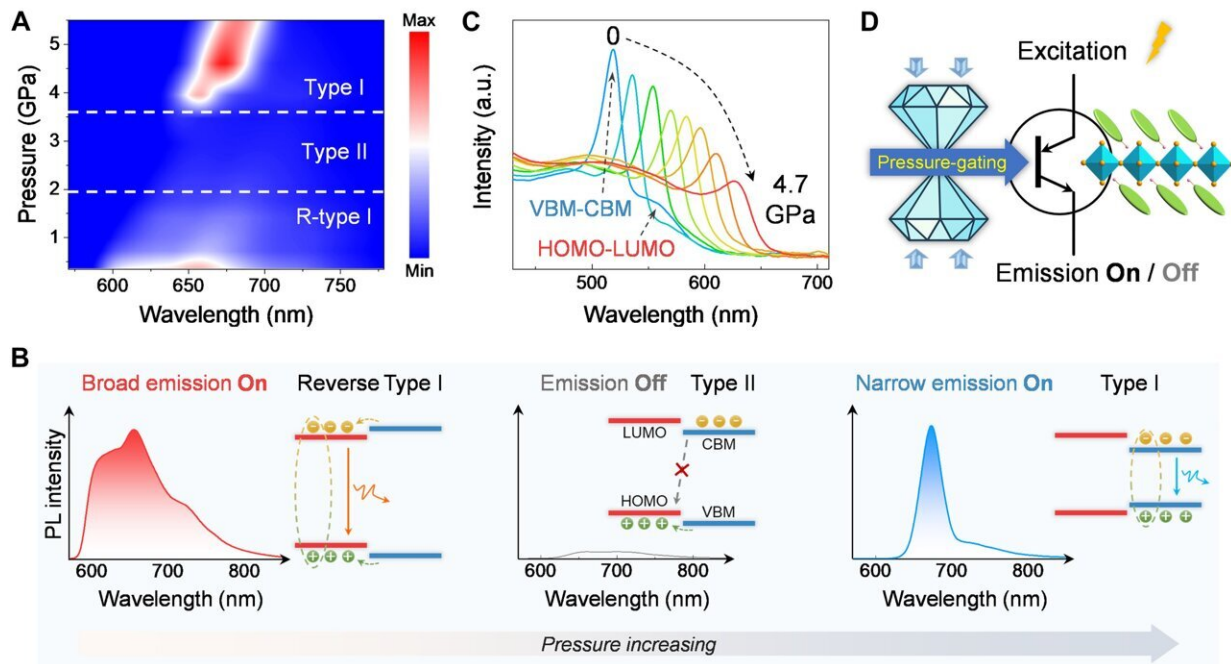 A
Pressure (GPa)
5
4
3
2
1
Type I
Type II
R-type I
600
650
700
750
Wavelength (nm)
Max
Min
C
Intensity (a.u.)
0
4.7
GPa
VBM-CBM
HOMO-LUMO
500
600
700
Wavelength (nm)
D
Excitation
Pressure-gating
Emission On / Off
B
Broad emission On
Reverse Type I
PL intensity
600
700
800
Wavelength (nm)
Emission Off
Type II
LUMO
CBM
HOMO
VBM
600
700
800
Wavelength (nm)
Narrow emission On
Type I
600
700
800
Wavelength (nm)
Pressure increasing